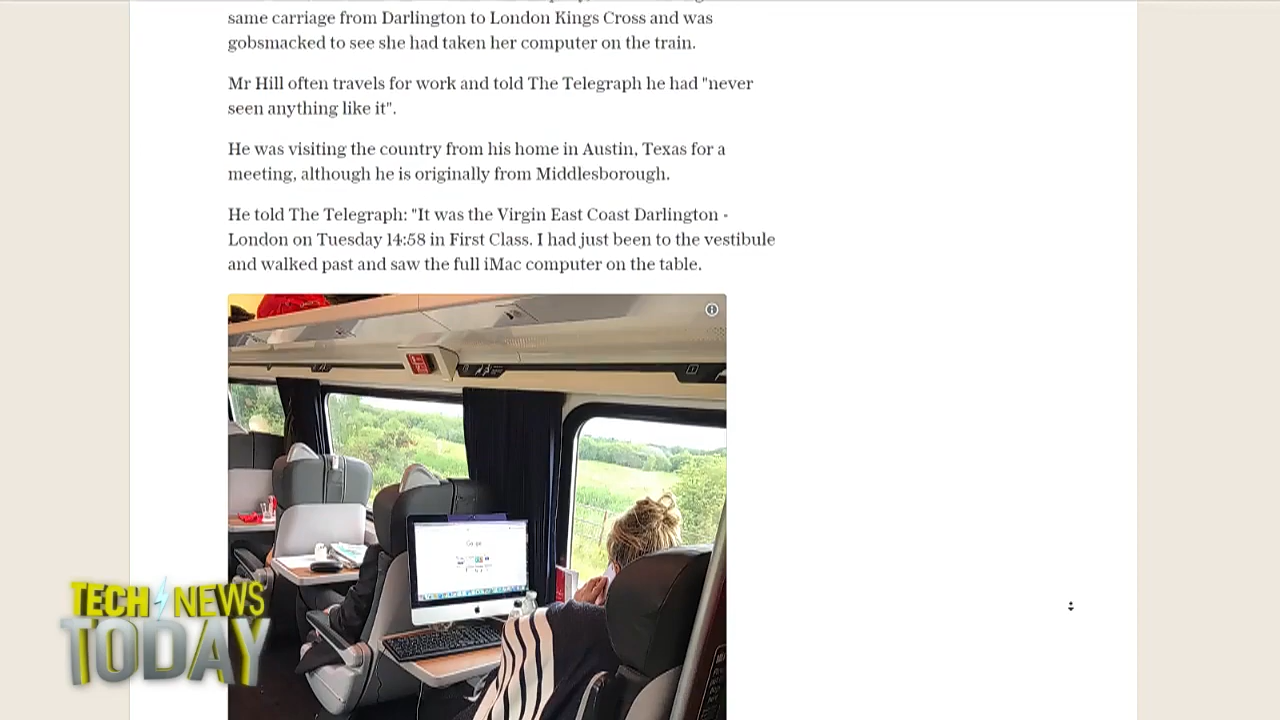 same carriage from Darlington to London Kings Cross and was
gobsmacked to see she had taken her computer on the train.
Mr Hill often travels for work and told The Telegraph he had "never
seen anything like it".
He was visiting the country from his home in Austin, Texas for a
meeting, although he is originally from Middlesborough.
He told The Telegraph: "It was the Virgin East Coast Darlington -
London on Tuesday 14:58 in First Class. I had just been to the vestibule
and walked past and saw the full iMac computer on the table.
TECH NEWS
TODAY